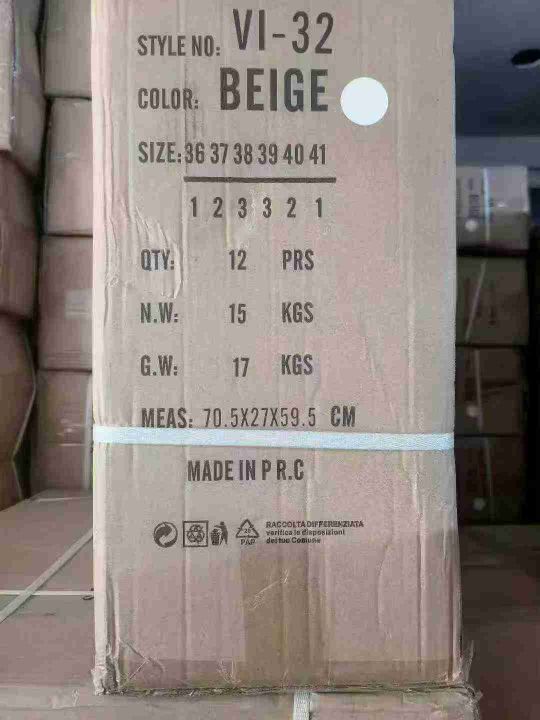 STYLE NO: VI-32
COLOR: BEIGE
SIZE: 36 37 38 39 40 41
1 2 3 3 2 1
QTY: 12 PRS
N.W: 15 KGS
G.W: 17 KGS
MEAS: 70.5X27X59.5 CM
MADE IN P R.C
RACCOLTA DIFFERENZIATA
verifica le disposizioni
del tuo Comune
PAP